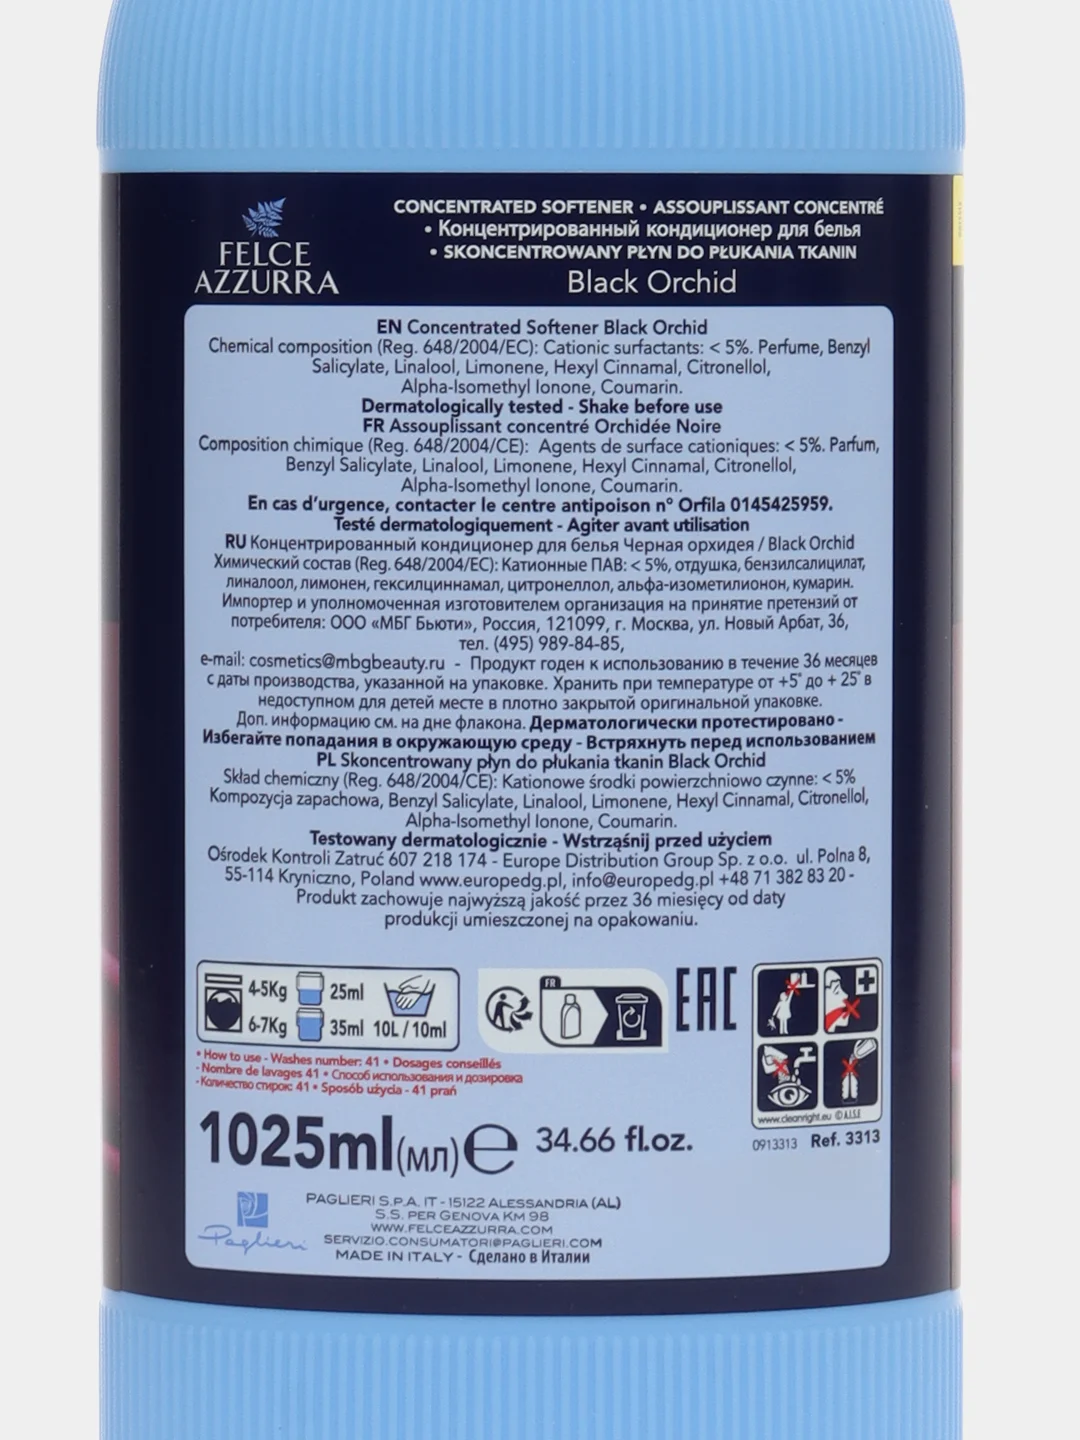 FELCE
AZZURRA
CONCENTRATED SOFTENER • ASSOUPLISSANT CONCENTRÉ
• Концентрированный кондиционер для белья
• SKONCENTROWANY PŁYN DO PŁUKANIA TKANIN
Black Orchid
EN Concentrated Softener Black Orchid
Chemical composition (Reg. 648/2004/EC): Cationic surfactants: < 5%. Perfume, Benzyl
Salicylate, Linalool, Limonene, Hexyl Cinnamal, Citronellol,
Alpha-Isomethyl Ionone, Coumarin.
Dermatologically tested - Shake before use
FR Assouplissant concentré Orchidée Noire
Composition chimique (Reg. 648/2004/CE): Agents de surface cationiques: < 5%. Parfum,
Benzyl Salicylate, Linalool, Limonene, Hexyl Cinnamal, Citronellol,
Alpha-Isomethyl Ionone, Coumarin.
En cas d'urgence, contacter le centre antipoison n° Orfila 0145425959.
Testé dermatologiquement - Agiter avant utilisation
RU Концентрированный кондиционер для белья Черная орхидея / Black Orchid
Химический состав (Reg. 648/2004/EC): Катионные ПАВ: < 5%, отдушка, бензилсалицилат,
линалоол, лимонен, гексилциннамал, цитронеллол, альфа-изометилионон, кумарин.
Импортер и уполномоченная изготовителем организация на принятие претензий от
потребителя: ООО «МБГ Бьюти», Россия, 121099, г. Москва, ул. Новый Арбат, 36,
тел. (495) 989-84-85,
e-mail: cosmetics@mbgbeauty.ru - Продукт годен к использованию в течение 36 месяцев
с даты производства, указанной на упаковке. Хранить при температуре от +5° до + 25° в
недоступном для детей месте в плотно закрытой оригинальной упаковке.
Доп. информацию см. на дне флакона. Дерматологически протестировано -
Избегайте попадания в окружающую среду - Встряхнуть перед использованием
PL Skoncentrowany płyn do płukania tkanin Black Orchid
Skład chemiczny (Reg. 648/2004/CE): Kationowe środki powierzchniowo czynne: < 5%
Kompozycja zapachowa, Benzyl Salicylate, Linalool, Limonene, Hexyl Cinnamal, Citronellol,
Alpha-Isomethyl Ionone, Coumarin.
Testowany dermatologicznie - Wstrząśnij przed użyciem
Ośrodek Kontroli Zatruć 607 218 174 - Europe Distribution Group Sp. z o.o. ul. Polna 8,
55-114 Kryniczno, Poland www.europedg.pl, info@europedg.pl +48 71 382 83 20 -
Produkt zachowuje najwyższą jakość przez 36 miesięcy od daty
produkcji umieszczonej na opakowaniu.
4-5Kg 25ml
6-7Kg 35ml 10L / 10ml
FR
EAC
• How to use - Washes number: 41 • Dosages conseillés
- Nombre de lavages 41 • Способ использования и дозировка
- Количество стирок: 41 • Sposób użycia - 41 prań
www.cleanright.eu © A.I.S.E
0913313 Ref. 3313
1025ml(мл) ℮ 34.66 fl.oz.
Paglieri
PAGLIERI S.P.A. IT - 15122 ALESSANDRIA (AL)
S.S. PER GENOVA KM 98
WWW.FELCEAZZURRA.COM
SERVIZIO.CONSUMATORI@PAGLIERI.COM
MADE IN ITALY - Сделано в Италии